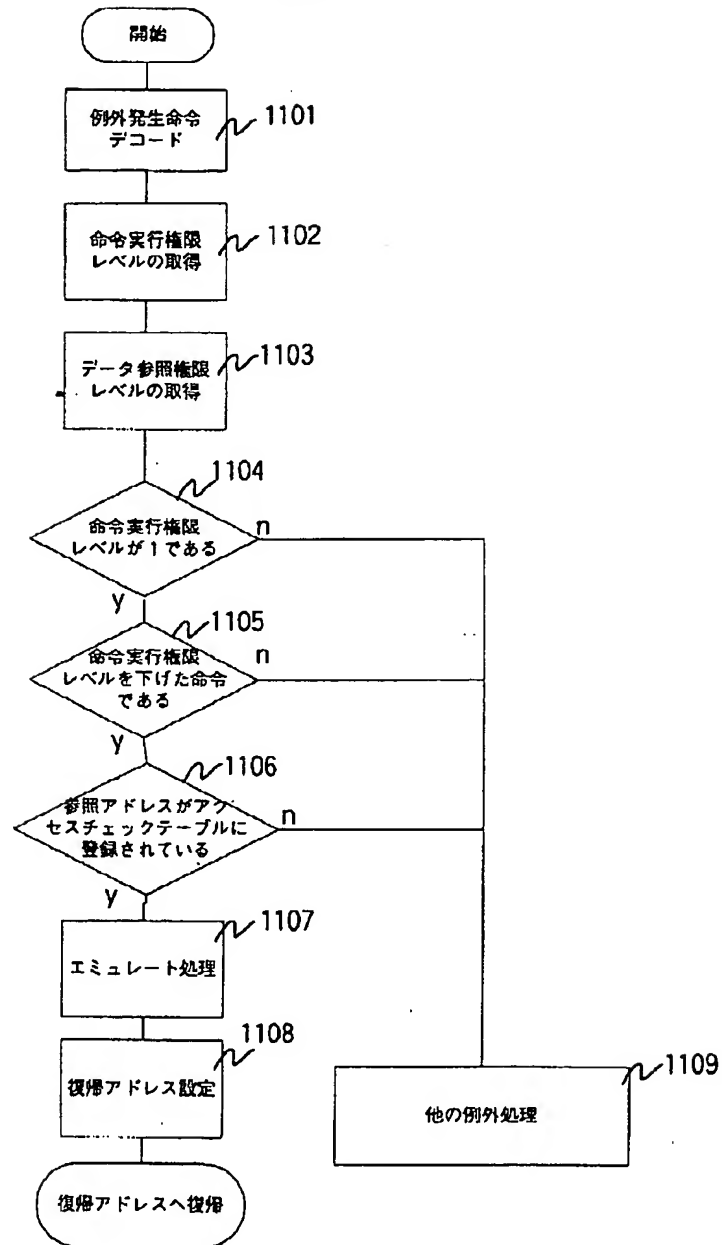 開始
例外発生命令
デコード
1101
命令実行権限
レベルの取得
1102
データ参照権限
レベルの取得
1103
1104
命令実行権限
レベルが1である
n
y
1105
命令実行権限
レベルを下げた命令
である
n
y
1106
参照アドレスがアク
セスチェックテーブルに
登録されている
n
y
1107
エミュレート処理
1108
復帰アドレス設定
1109
他の例外処理
復帰アドレスへ復帰